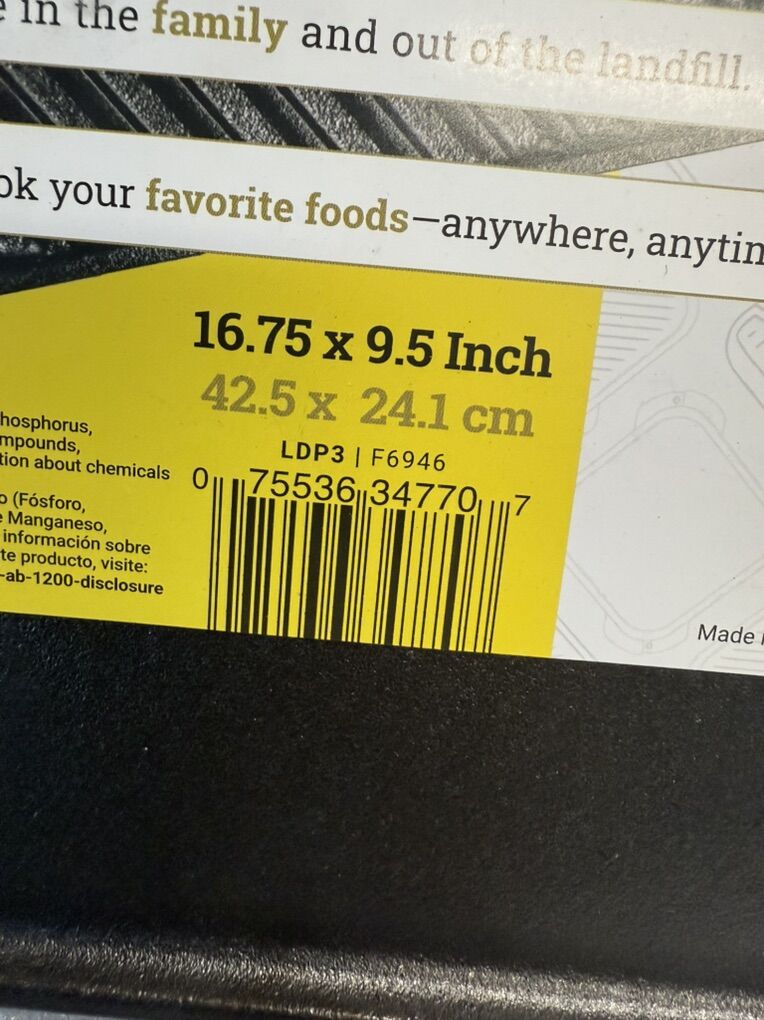 in the family and out of the landfill.
your favorite foods—anywhere,
16.75 x 9.5 Inch
42.5 x 24.1 cm
LDP3 | F6946
0 75536 34770 7
hosphorus,
mpounds,
tion about chemicals
o (Fósforo,
e Manganeso,
información sobre
te producto, visite:
-ab-1200-disclosure
Made